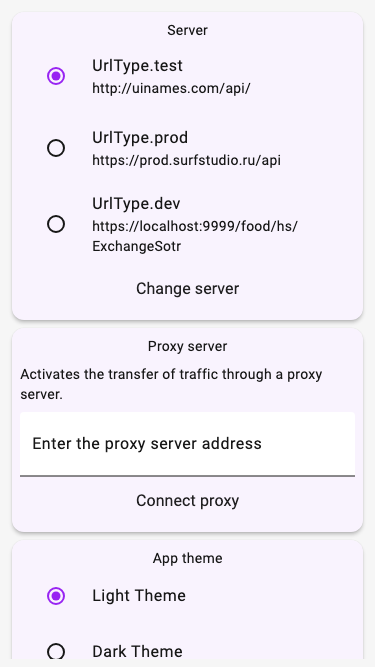 Server
UrlType.test
http://uinames.com/api/
UrlType.prod
https://prod.surfstudio.ru/api
UrlType.dev
https://localhost:9999/food/hs/
ExchangeSotr
Change server
Proxy server
Activates the transfer of traffic through a proxy
server.
Enter the proxy server address
Connect proxy
App theme
Light Theme
Dark Theme